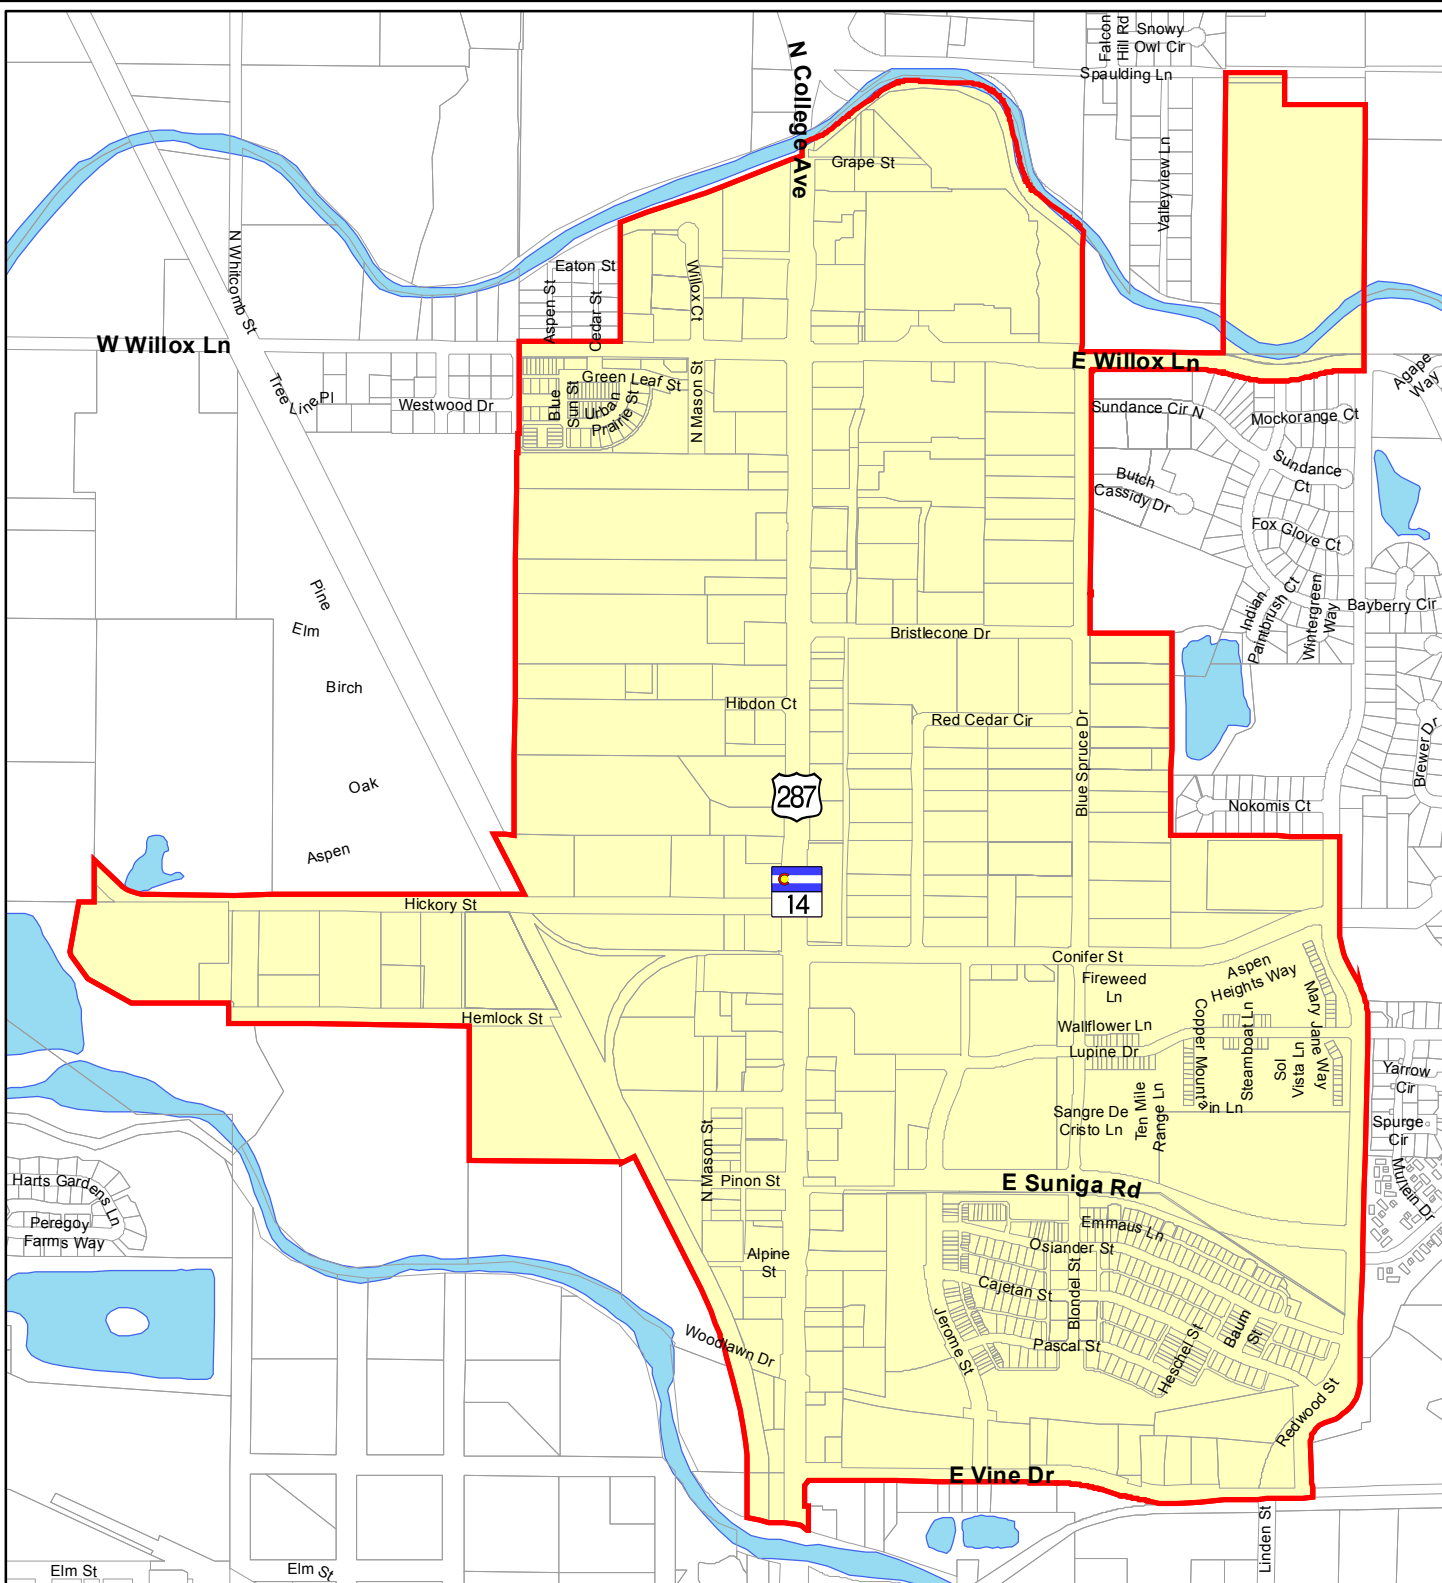 Falcon
Hill Rd
Snowy
Owl Cir
Spaulding Ln
N College Ave
Grape St
Valleyview Ln
N Whitcomb St
Eaton St
Willox Ct
Aspen St
Cedar St
W Willox Ln
E Willox Ln
Agape
Way
Green Leaf St
N Mason St
Tree
Line Pl
Westwood Dr
Blue
Sun St
Urban
Prairie St
Sundance Cir N
Mockorange Ct
Sundance
Ct
Butch
Cassidy Dr
Fox Glove Ct
Pine
Elm
Indian
Paintbrush Ct
Wintergreen
Way
Bayberry Cir
Bristlecone Dr
Birch
Hibdon Ct
Red Cedar Cir
Blue Spruce Dr
Brewer Dr
Oak
287
Nokomis Ct
Aspen
14
Hickory St
Conifer St
Fireweed
Ln
Aspen
Heights Way
Mary Jane Way
Hemlock St
Wallflower Ln
Lupine Dr
Copper Mountain Ln
Steamboat Ln
Sol
Vista Ln
Yarrow
Cir
Sangre De
Cristo Ln
Ten Mile
Range Ln
Spurge
Cir
N Mason St
Mullein Dr
Pinon St
E Suniga Rd
Harts Gardens Ln
Peregoy
Farms Way
Emmaus Ln
Osiander St
Alpine
St
Cajetan St
Blondel St
Jerome St
Pascal St
Heschel St
Baum
St
Woodlawn Dr
Redwood St
E Vine Dr
Linden St
Elm St
Elm St